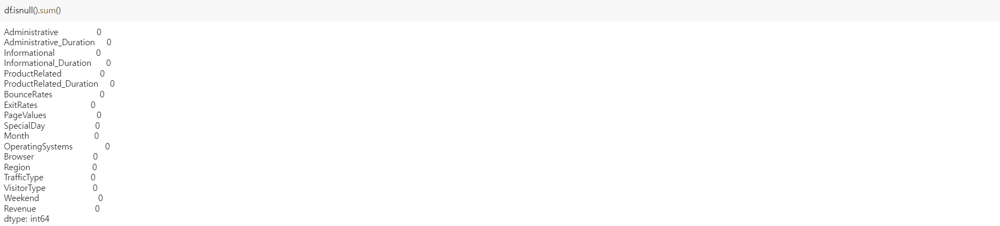 df.isnull().sum()
Administrative 0
Administrative_Duration 0
Informational 0
Informational_Duration 0
ProductRelated 0
ProductRelated_Duration 0
BounceRates 0
ExitRates 0
PageValues 0
SpecialDay 0
Month 0
OperatingSystems 0
Browser 0
Region 0
TrafficType 0
VisitorType 0
Weekend 0
Revenue 0
dtype: int64